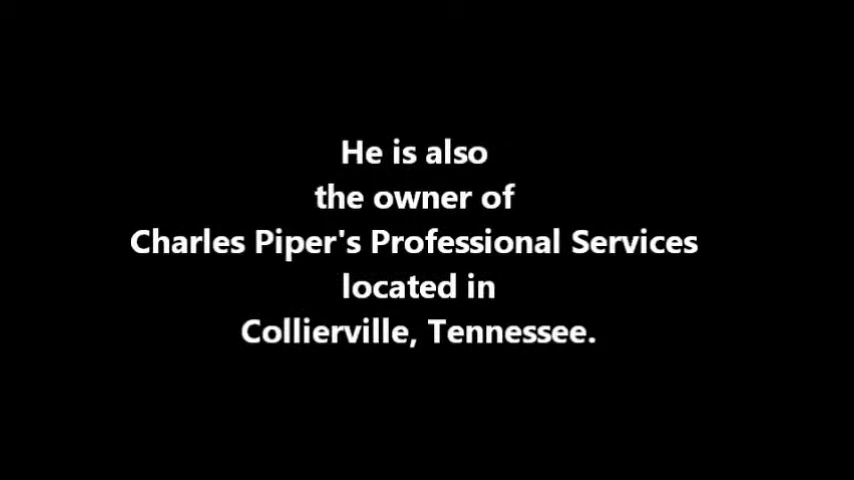 He is also
the owner of
Charles Piper's Professional Services
located in
Collierville, Tennessee.